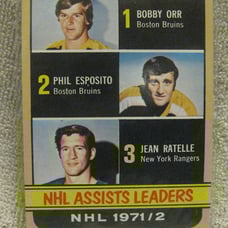 1 BOBBY ORR
Boston Bruins
2 PHIL ESPOSITO
Boston Bruins
3 JEAN RATELLE
New York Rangers
NHL ASSISTS LEADERS
NHL 1971/2